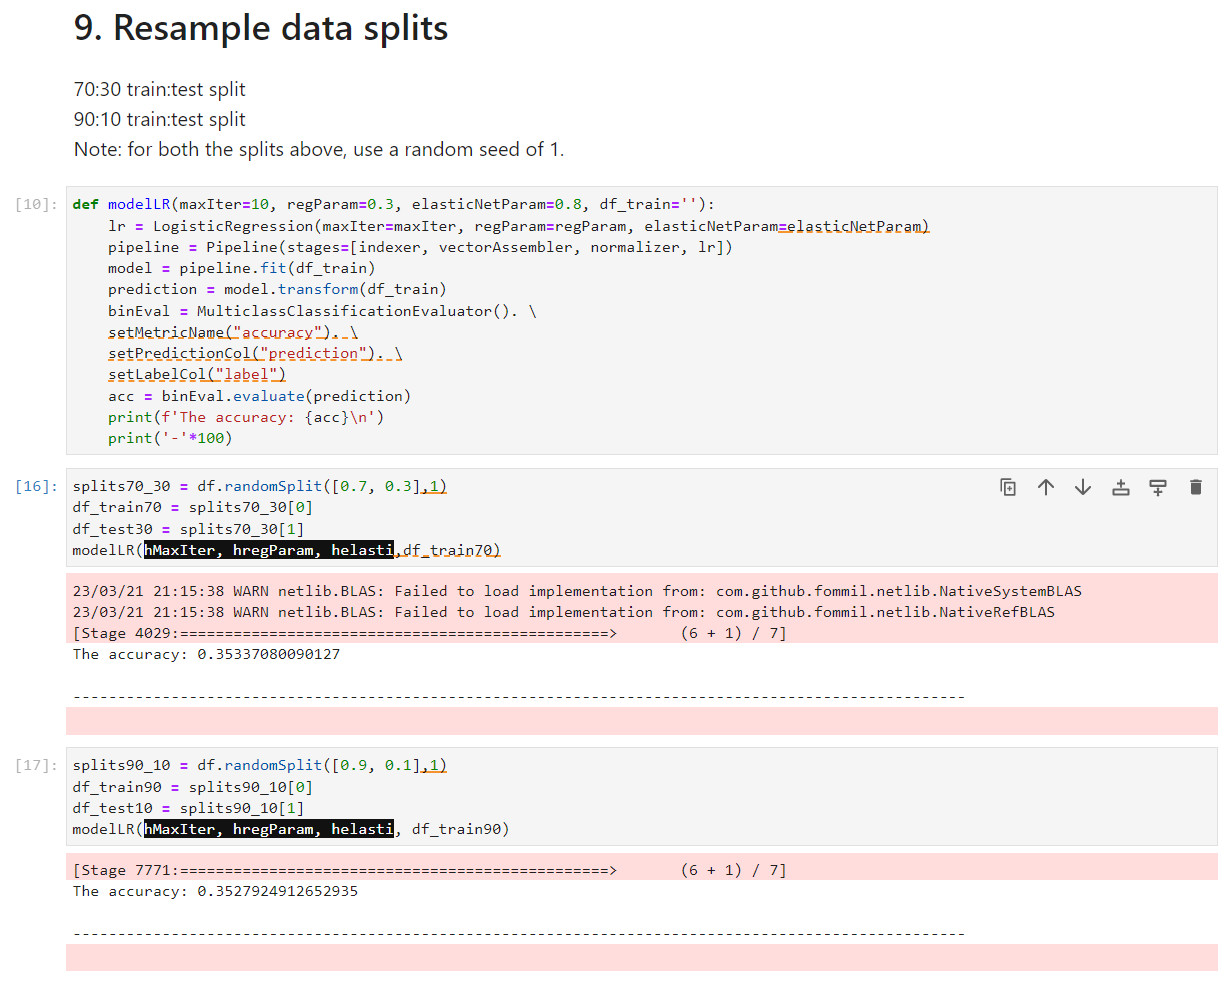 9. Resample data splits
70:30 train:test split
90:10 train:test split
Note: for both the splits above, use a random seed of 1.
[10]:
def modelLR(maxIter=10, regParam=0.3, elasticNetParam=0.8, df_train=''):
    lr = LogisticRegression(maxIter=maxIter, regParam=regParam, elasticNetParam=elasticNetParam)
    pipeline = Pipeline(stages=[indexer, vectorAssembler, normalizer, lr])
    model = pipeline.fit(df_train)
    prediction = model.transform(df_train)
    binEval = MulticlassClassificationEvaluator(). \
    setMetricName("accuracy"). \
    setPredictionCol("prediction"). \
    setLabelCol("label")
    acc = binEval.evaluate(prediction)
    print(f'The accuracy: {acc}\n')
    print('-'*100)
[16]:
splits70_30 = df.randomSplit([0.7, 0.3],1)
df_train70 = splits70_30[0]
df_test30 = splits70_30[1]
modelLR(hMaxIter, hregParam, helasti,df_train70)
23/03/21 21:15:38 WARN netlib.BLAS: Failed to load implementation from: com.github.fommil.netlib.NativeSystemBLAS
23/03/21 21:15:38 WARN netlib.BLAS: Failed to load implementation from: com.github.fommil.netlib.NativeRefBLAS
[Stage 4029:================================================>       (6 + 1) / 7]
The accuracy: 0.35337080090127
----------------------------------------------------------------------------------------------------
[17]:
splits90_10 = df.randomSplit([0.9, 0.1],1)
df_train90 = splits90_10[0]
df_test10 = splits90_10[1]
modelLR(hMaxIter, hregParam, helasti, df_train90)
[Stage 7771:================================================>       (6 + 1) / 7]
The accuracy: 0.3527924912652935
----------------------------------------------------------------------------------------------------